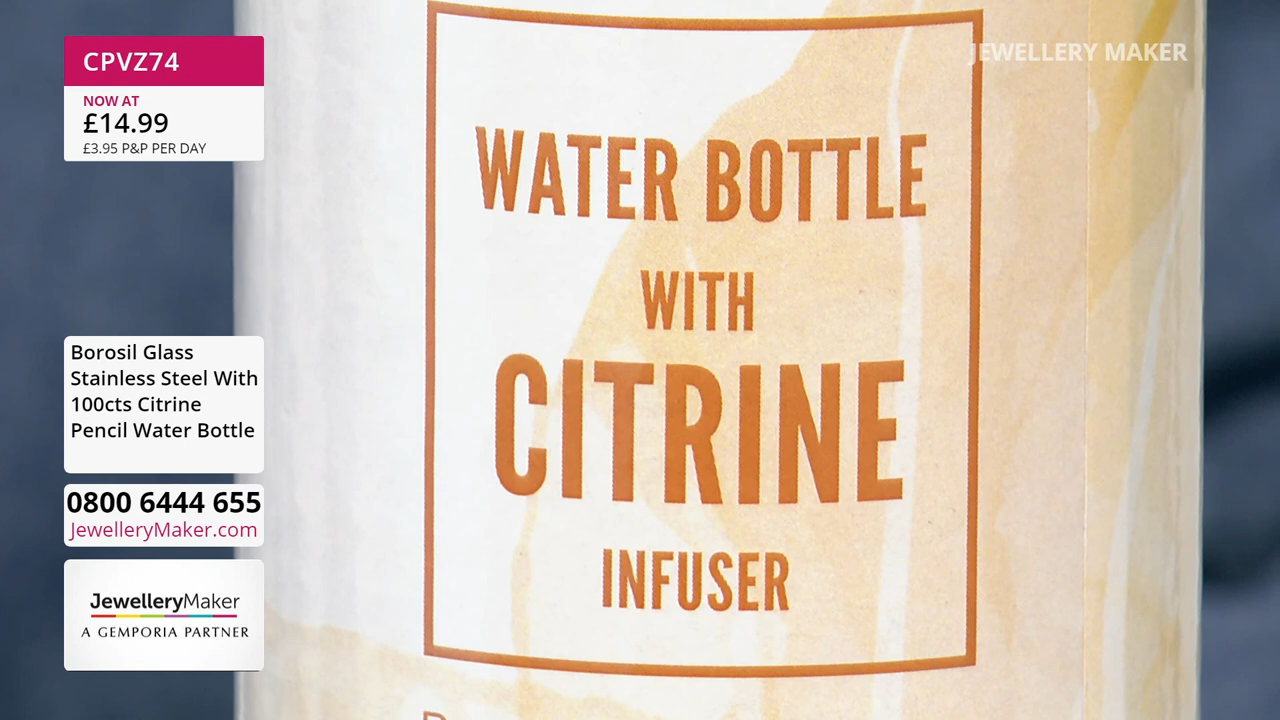 CPVZ74
NOW AT
£14.99
£3.95 P&P PER DAY
Borosil Glass
Stainless Steel With
100cts Citrine
Pencil Water Bottle
0800 6444 655
JewelleryMaker.com
JewelleryMaker
A GEMPORIA PARTNER
JEWELLERY MAKER
WATER BOTTLE
WITH
CITRINE
INFUSER